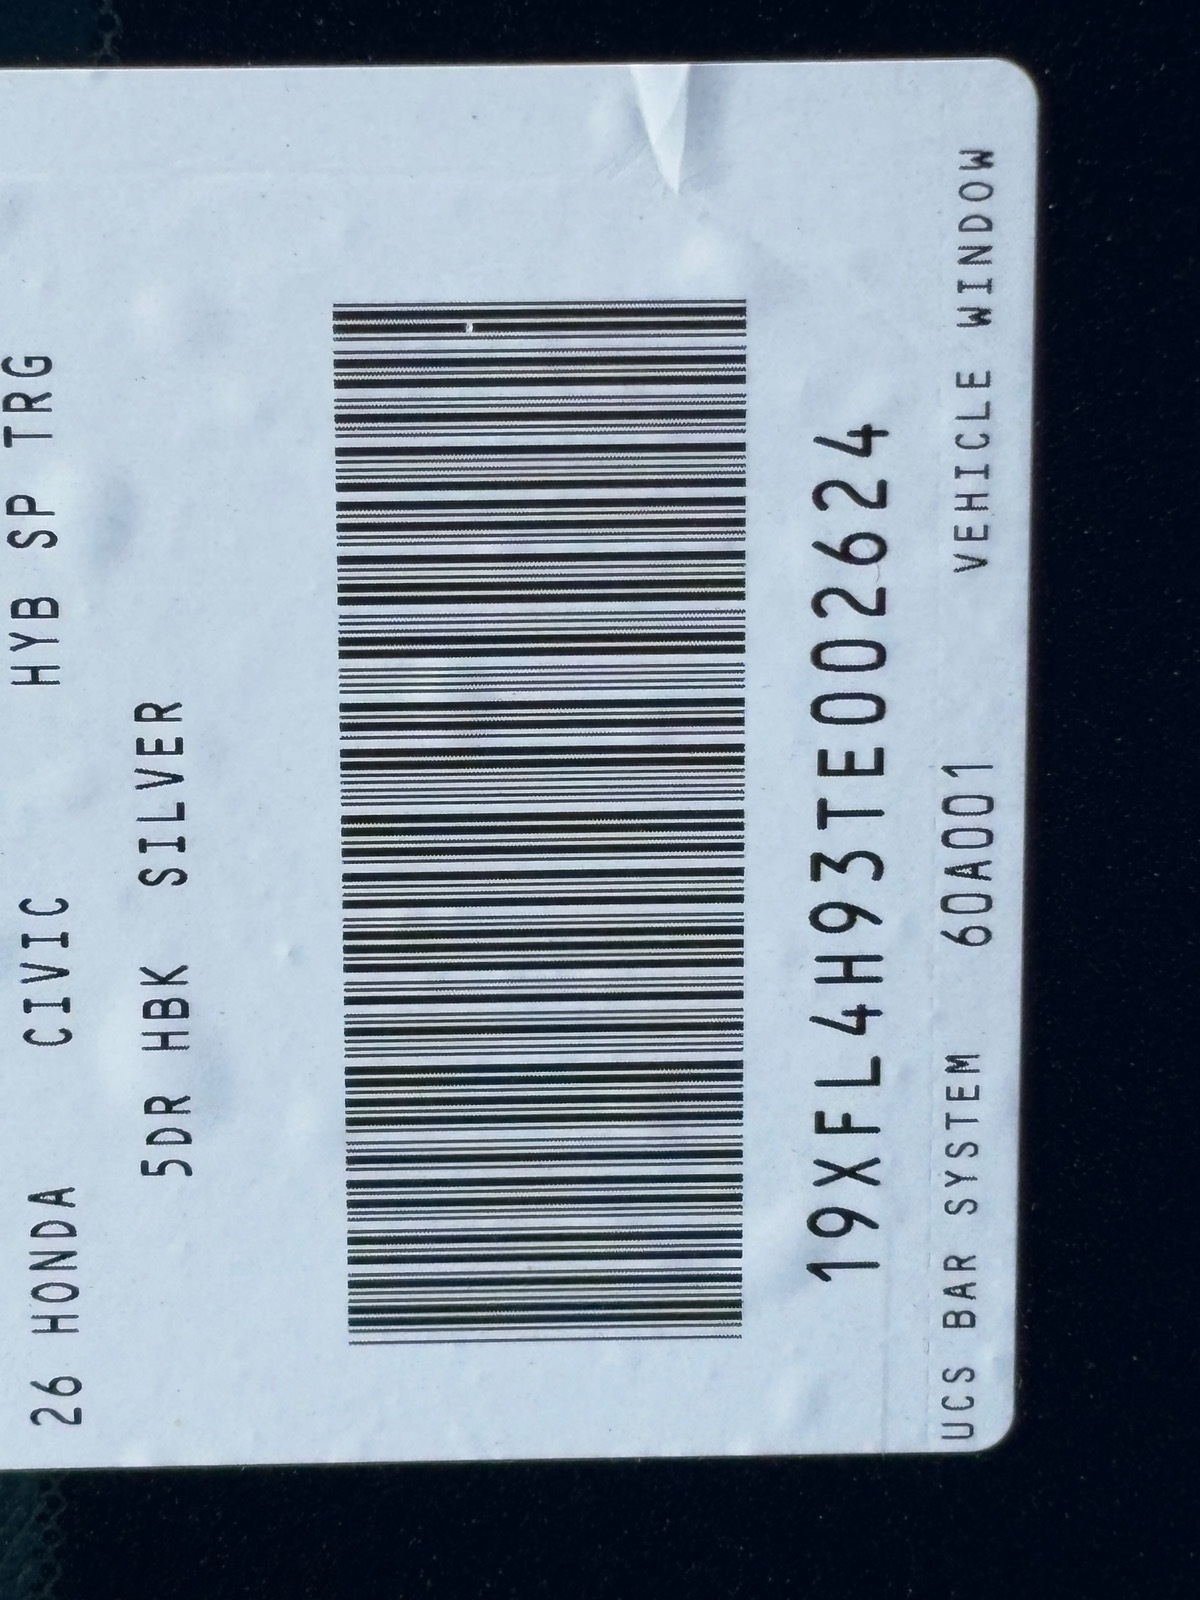 26 HONDA CIVIC HYB SP TRG
5DR HBK SILVER
19XFL4H93TE002624
UCS BAR SYSTEM 60A001 VEHICLE WINDOW